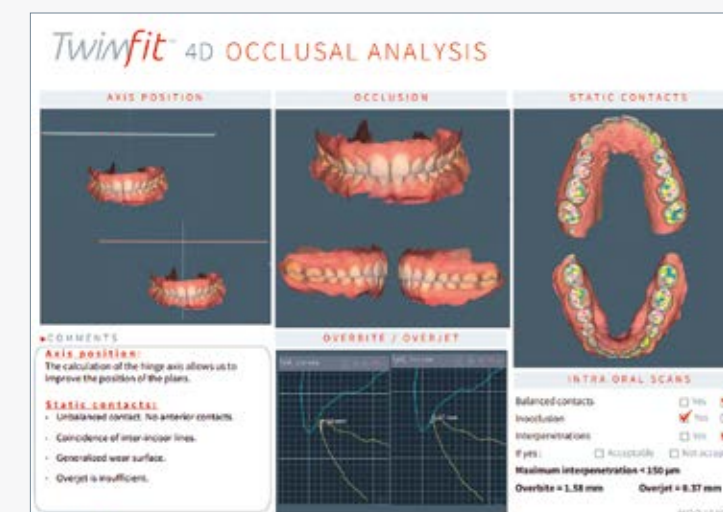 Twimfit™ 4D OCCLUSAL ANALYSIS
AXIS POSITION
OCCLUSION
STATIC CONTACTS
COMMENTS
Axis position:
The calculation of the hinge axis allows us to
improve the position of the plans.
Static contacts:
- Unbalanced contact. No anterior contacts.
- Coincidence of inter-incisor lines.
- Generalized wear surface.
- Overjet is insufficient.
OVERBITE / OVERJET
INTRA ORAL SCANS
Balanced contacts Yes
Inocclusion Yes
Interpenetrations Yes
If yes: Acceptable
Maximum interpenetration < 150 µm
Overbite = 1.58 mm Overjet = 0.37 mm